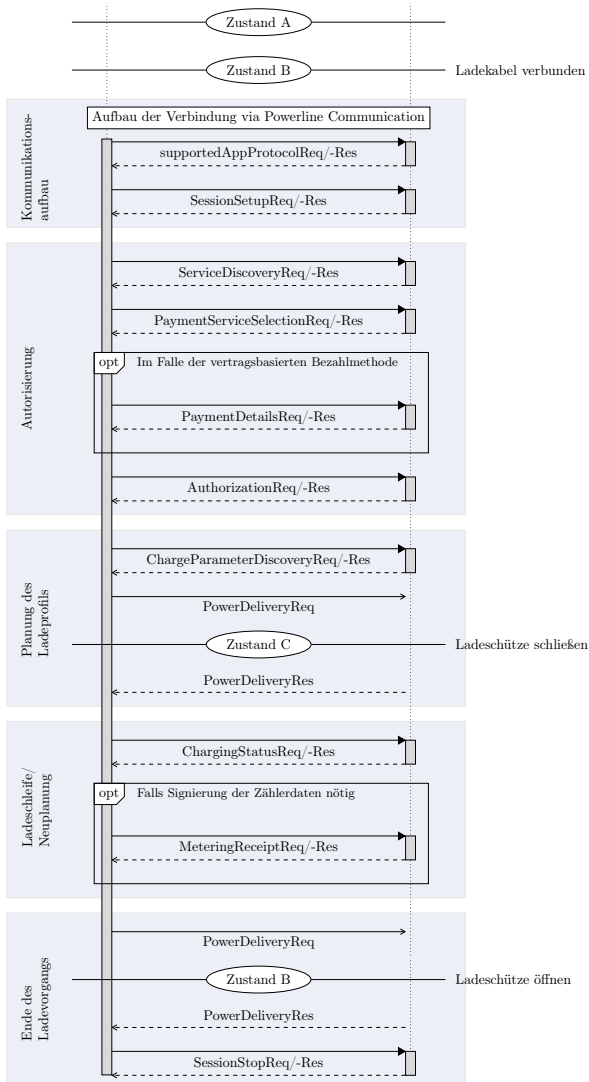 Zustand A
Zustand B
Ladekabel verbunden
Kommunikations-
aufbau
Aufbau der Verbindung via Powerline Communication
supportedAppProtocolReq/-Res
SessionSetupReq/-Res
Autorisierung
ServiceDiscoveryReq/-Res
PaymentServiceSelectionReq/-Res
opt
Im Falle der vertragsbasierten Bezahlmethode
PaymentDetailsReq/-Res
AuthorizationReq/-Res
Planung des
Ladeprofils
ChargeParameterDiscoveryReq/-Res
PowerDeliveryReq
Zustand C
Ladeschütze schließen
PowerDeliveryRes
Ladeschleife/
Neuplanung
ChargingStatusReq/-Res
opt
Falls Signierung der Zählerdaten nötig
MeteringReceiptReq/-Res
Ende des
Ladevorgangs
PowerDeliveryReq
Zustand B
Ladeschütze öffnen
PowerDeliveryRes
SessionStopReq/-Res